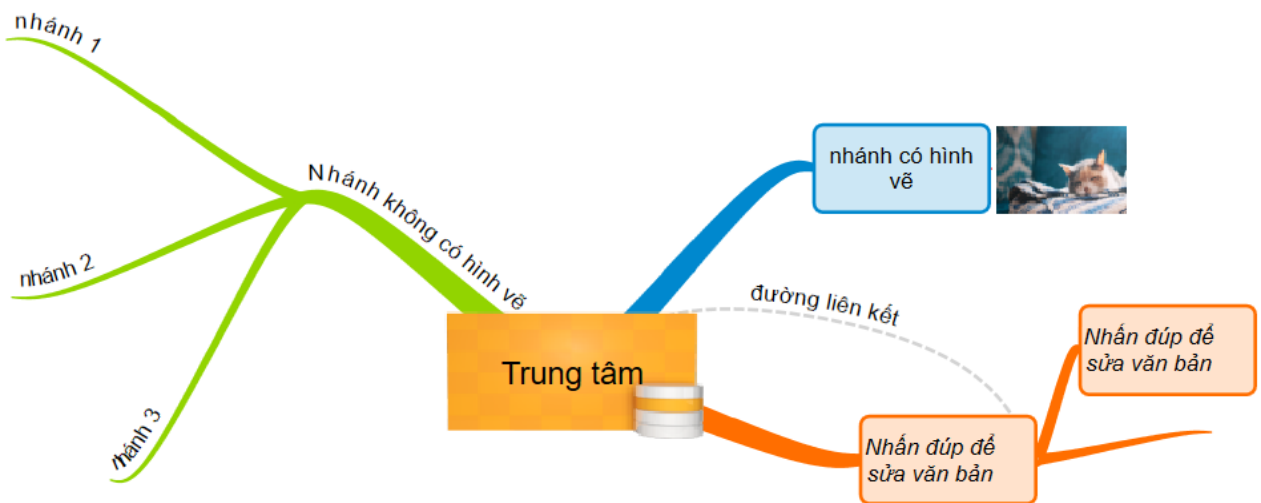 nhánh 1
Nhánh không có hình vẽ
nhánh 2
nhánh 3
Trung tâm
nhánh có hình
vẽ
đường liên kết
Nhấn đúp để
sửa văn bản
Nhấn đúp để
sửa văn bản